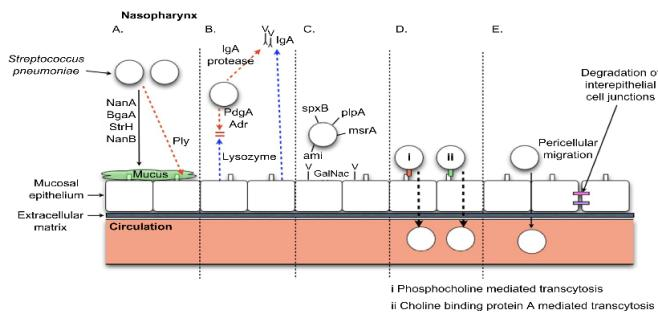 Nasopharynx
A.
B.
C.
D.
E.
Streptococcus
pneumoniae
NanA
BgaA
StrH
NanB
Ply
Mucus
IgA
protease
IgA
PdgA
Adr
Lysozyme
spxB
plpA
msrA
ami
GalNac
i
ii
Pericellular
migration
Degradation of
interepithelial
cell junctions
Mucosal
epithelium
Extracellular
matrix
Circulation
i Phosphocholine mediated transcytosis
ii Choline binding protein A mediated transcytosis